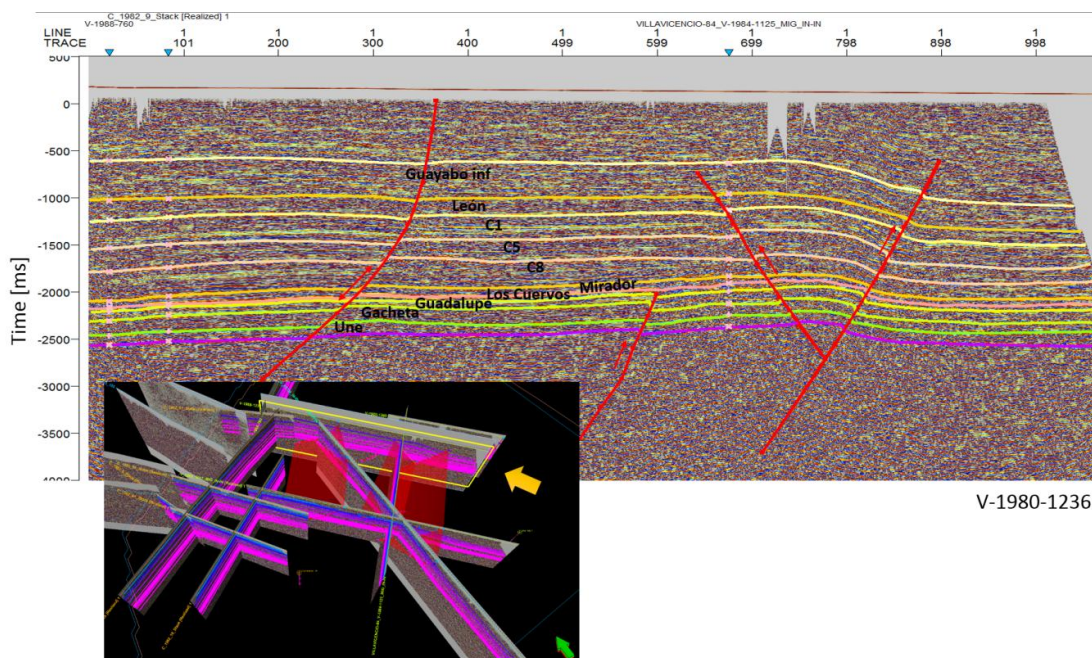 C_1982_9_Stack [Realized] 1
V-1988-760
VILLAVICENCIO-84_V-1984-1125_MIG_IN-IN
LINE 1 1 1 1 1 1 1 1 1 1
TRACE 101 200 300 400 499 599 699 798 898 998
500
0
-500
-1000
-1500
-2000
-2500
-3000
-3500
Time [ms]
Guayabo inf
Leon
C1
C5
C8
Mirador
Los Cuervos
Guadalupe
Gacheta
Une
V-1980-1236